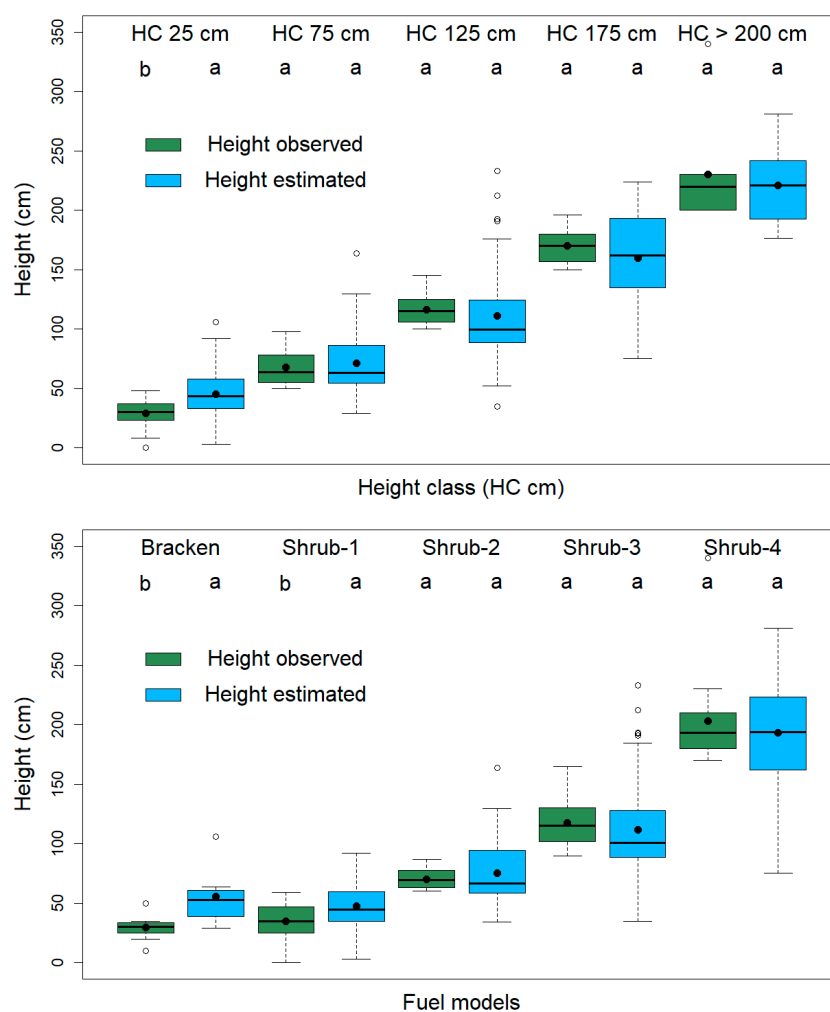 HC 25 cm HC 75 cm HC 125 cm HC 175 cm HC > 200 cm
b a a a a a a a a a
Height observed
Height estimated
350
300
250
200
150
100
50
0
Height (cm)
Height class (HC cm)
Bracken Shrub-1 Shrub-2 Shrub-3 Shrub-4
b a b a a a a a a a
Height observed
Height estimated
350
300
250
200
150
100
50
0
Height (cm)
Fuel models